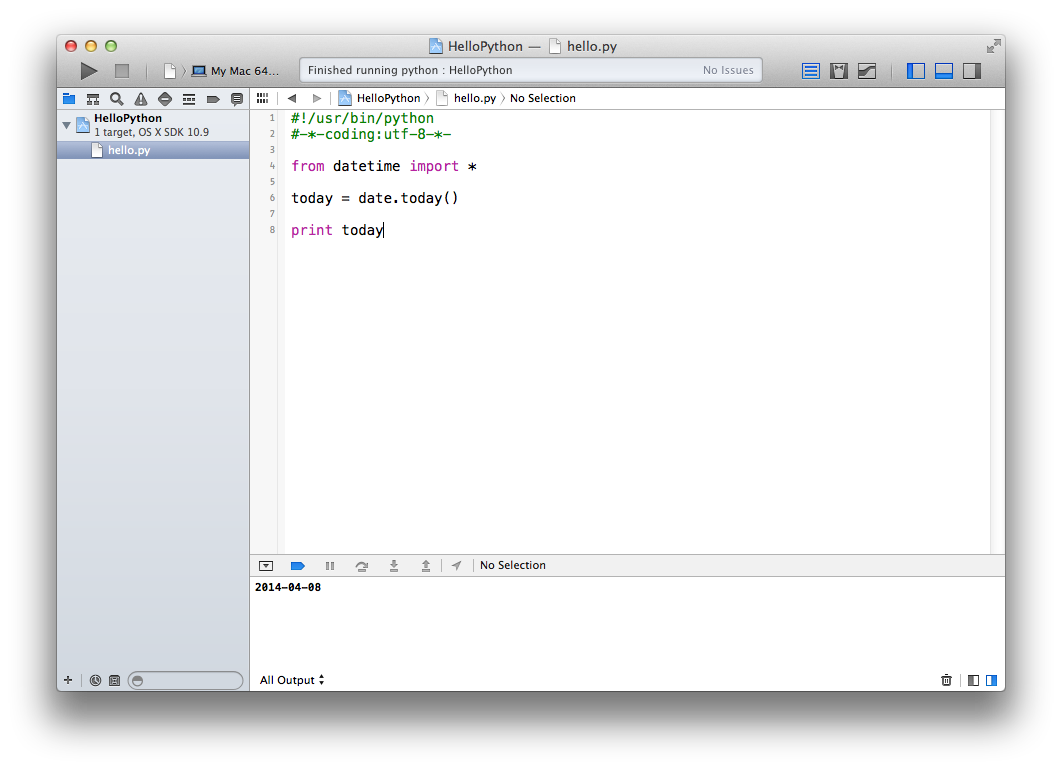 HelloPython — hello.py
My Mac 64...
Finished running python : HelloPython
No Issues
HelloPython 〉 hello.py 〉 No Selection
HelloPython
1 target, OS X SDK 10.9
hello.py
1 #!/usr/bin/python
2 #-*-coding:utf-8-*-
3
4 from datetime import *
5
6 today = date.today()
7
8 print today
No Selection
2014-04-08
All Output